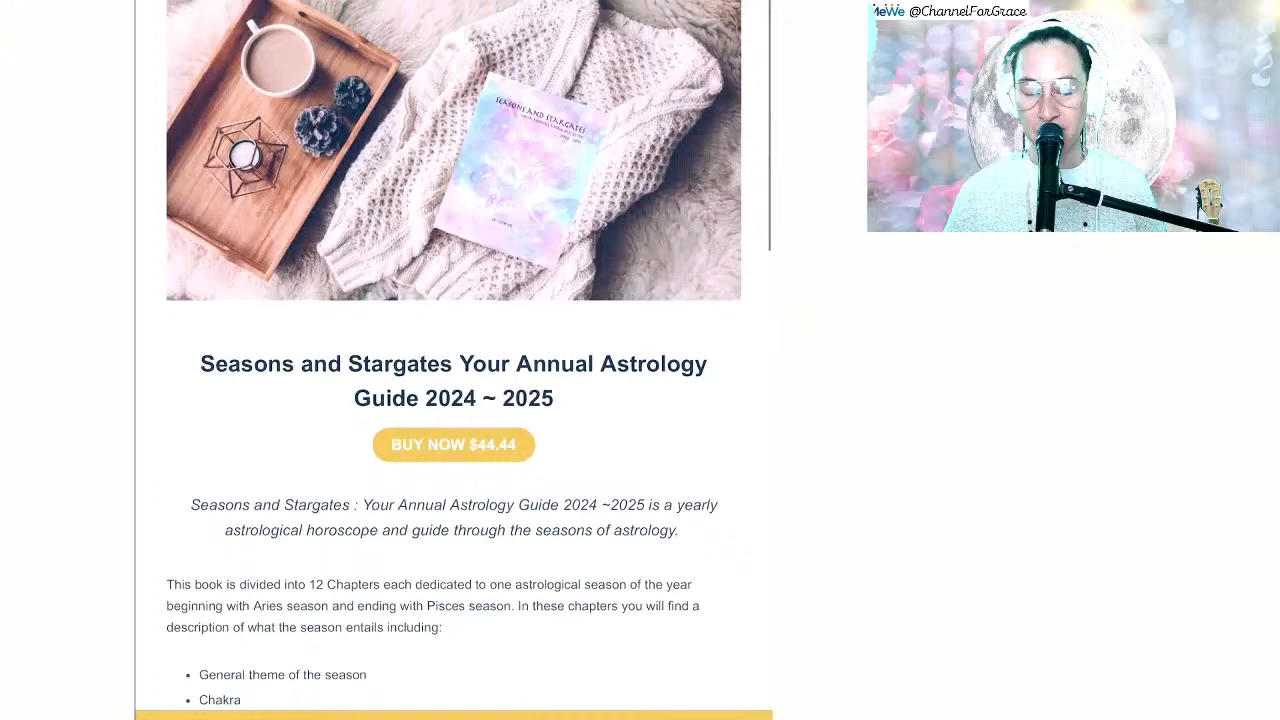 MeWe @ChannelForGrace
SEASONS AND STARGATES
Seasons and Stargates Your Annual Astrology
Guide 2024 ~ 2025
BUY NOW $44.44
Seasons and Stargates : Your Annual Astrology Guide 2024 ~2025 is a yearly
astrological horoscope and guide through the seasons of astrology.
This book is divided into 12 Chapters each dedicated to one astrological season of the year
beginning with Aries season and ending with Pisces season. In these chapters you will find a
description of what the season entails including:
• General theme of the season
• Chakra